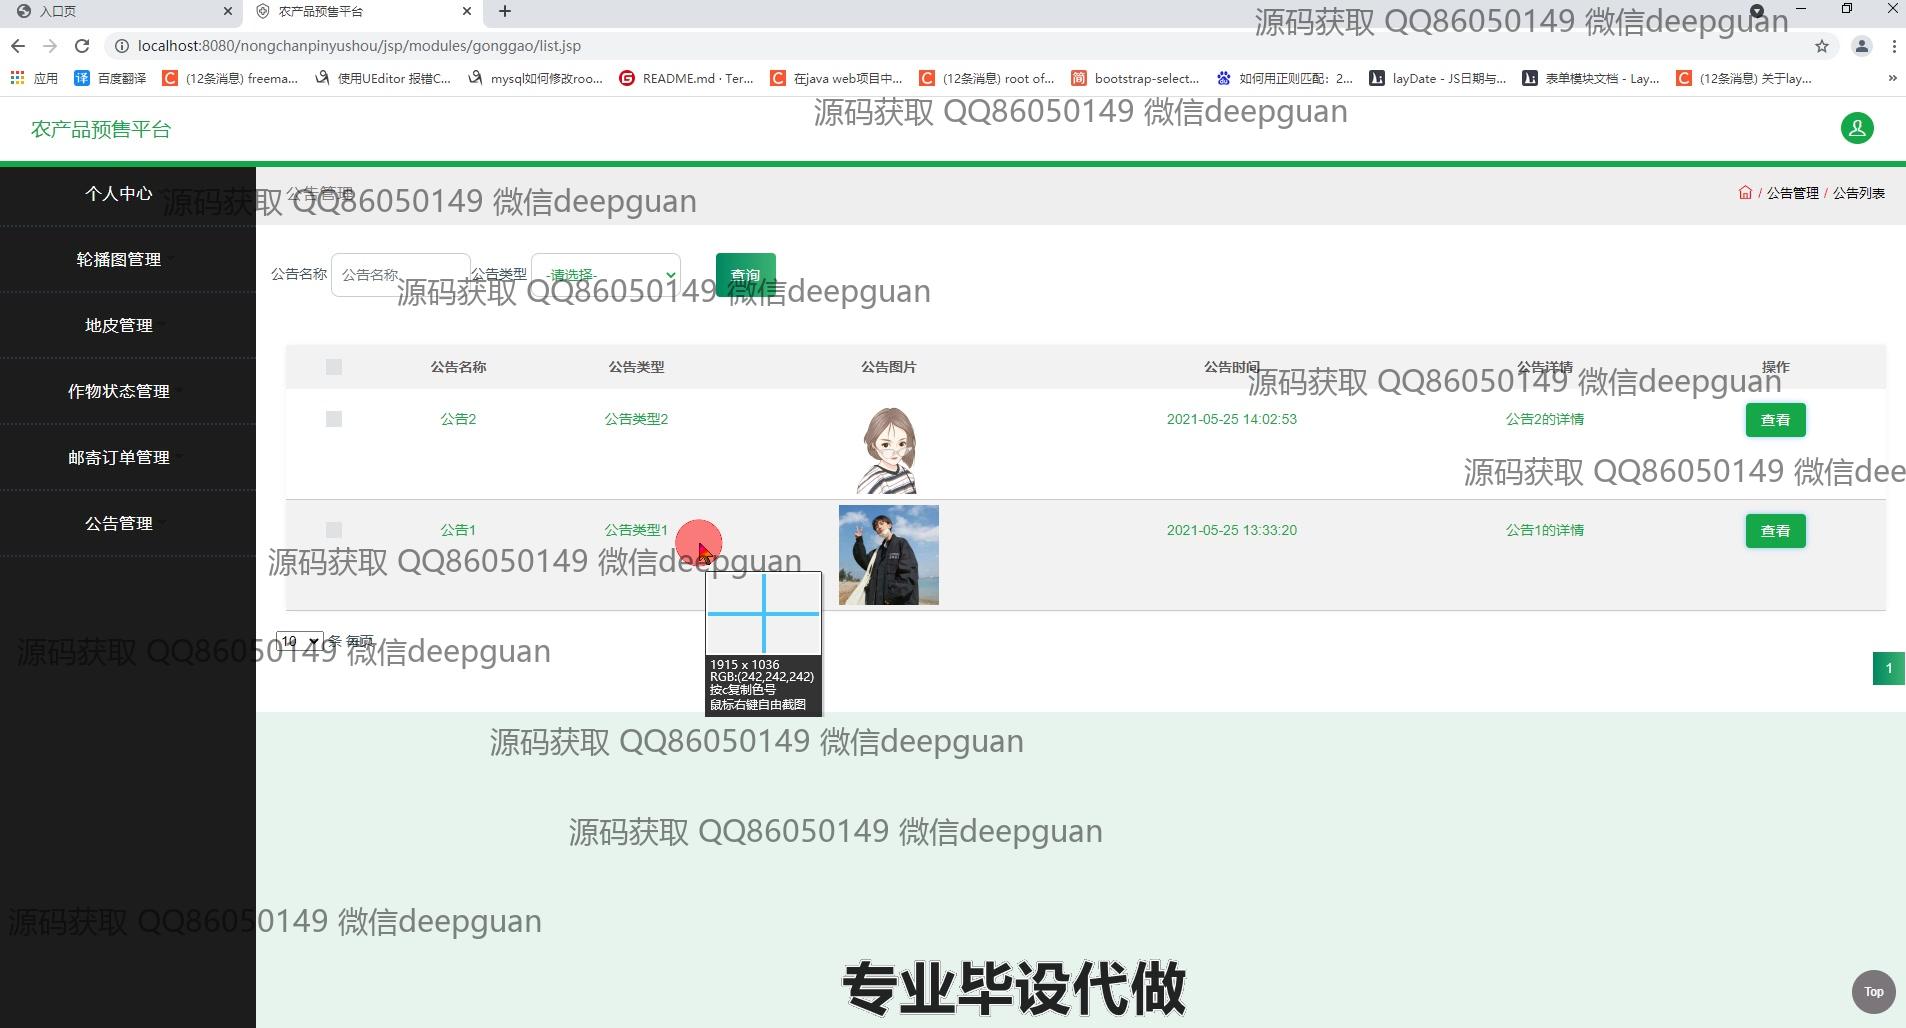 入口页
农产品预售平台
源码获取 QQ86050149 微信deepguan
localhost:8080/nongchanpinyushou/jsp/modules/gonggao/list.jsp
应用
百度翻译
(12条消息) freema...
使用UEditor 报错C...
mysql如何修改roo...
README.md · Ter...
在java web项目中...
(12条消息) root of...
bootstrap-select...
如何用正则匹配：2...
layDate - JS日期与...
表单模块文档 - Lay...
(12条消息) 关于lay...
»
源码获取 QQ86050149 微信deepguan
农产品预售平台
个人中心
公告管理
源码获取 QQ86050149 微信deepguan
/ 公告管理 / 公告列表
轮播图管理
公告名称 公告名称 公告类型 -请选择- 查询
源码获取 QQ86050149 微信deepguan
地皮管理
公告名称 公告类型 公告图片 公告时间 公告详情 操作
源码获取 QQ86050149 微信deepguan
作物状态管理
公告2 公告类型2 2021-05-25 14:02:53 公告2的详情 查看
邮寄订单管理
源码获取 QQ86050149 微信dee
公告管理
公告1 公告类型1 2021-05-25 13:33:20 公告1的详情 查看
源码获取 QQ86050149 微信deepguan
10 条 每页
源码获取 QQ86050149 微信deepguan
1
1915 x 1036
RGB:(242,242,242)
按c复制色号
鼠标右键自由截图
源码获取 QQ86050149 微信deepguan
源码获取 QQ86050149 微信deepguan
源码获取 QQ86050149 微信deepguan
专业毕设代做
Top